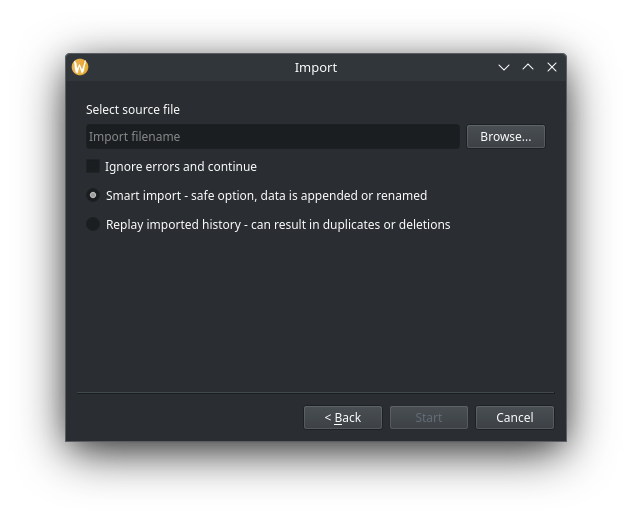 Import
Select source file
Import filename
Browse...
Ignore errors and continue
Smart import - safe option, data is appended or renamed
Replay imported history - can result in duplicates or deletions
< Back
Start
Cancel